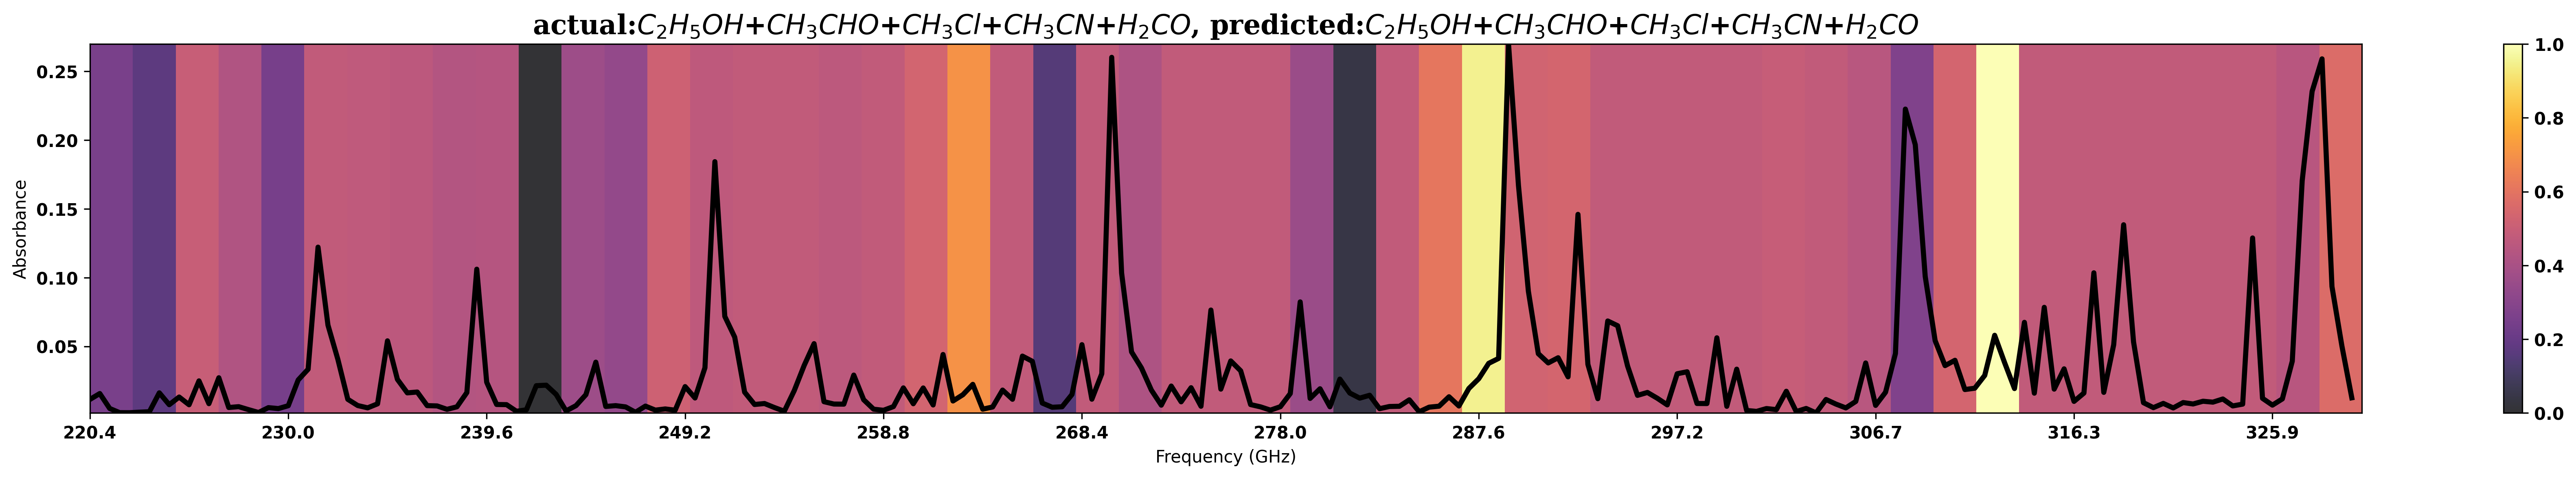 actual:C₂H₅OH+CH₃CHO+CH₃Cl+CH₃CN+H₂CO, predicted:C₂H₅OH+CH₃CHO+CH₃Cl+CH₃CN+H₂CO
0.25
0.20
0.15
0.10
0.05
Absorbance
220.4 230.0 239.6 249.2 258.8 268.4 278.0 287.6 297.2 306.7 316.3 325.9
Frequency (GHz)
1.0
0.8
0.6
0.4
0.2
0.0